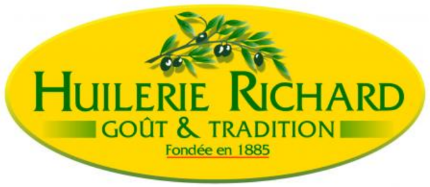 HUILERIE RICHARD
GOÛT & TRADITION
Fondée en 1885